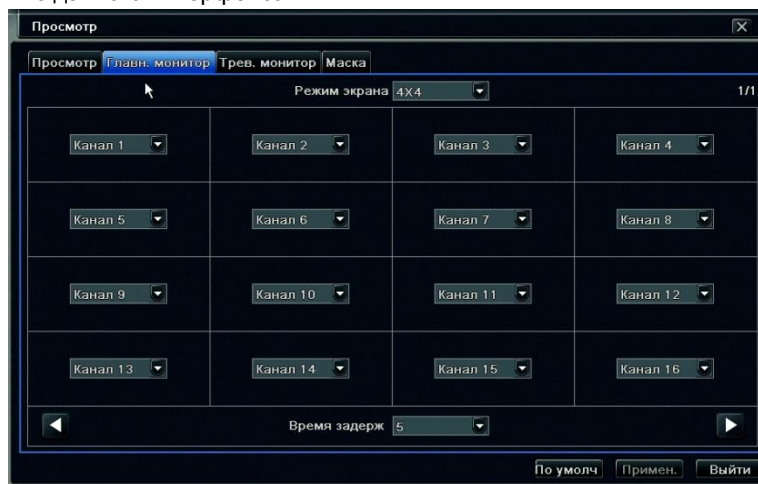 Просмотр
Просмотр Главн. монитор Трев. монитор Маска
Режим экрана 4X4 1/1
Канал 1 Канал 2 Канал 3 Канал 4
Канал 5 Канал 6 Канал 7 Канал 8
Канал 9 Канал 10 Канал 11 Канал 12
Канал 13 Канал 14 Канал 15 Канал 16
Время задерж 5
По умолч Примен. Выйти